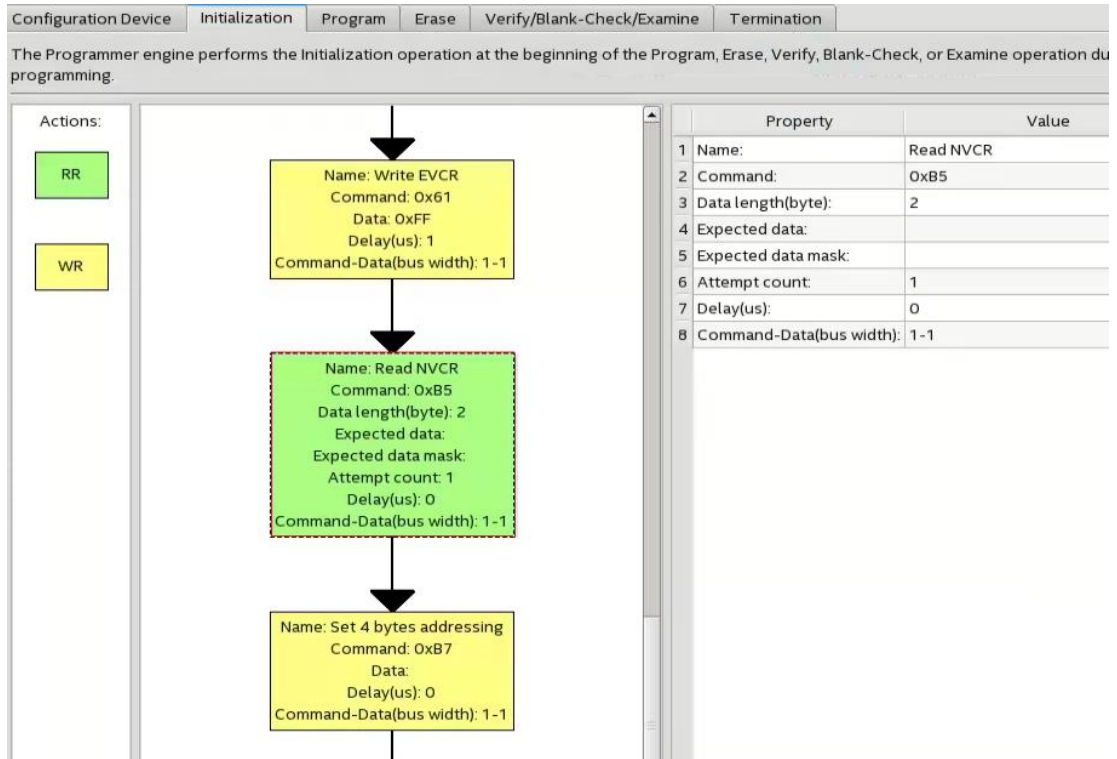 Configuration Device
Initialization
Program
Erase
Verify/Blank-Check/Examine
Termination
The Programmer engine performs the Initialization operation at the beginning of the Program, Erase, Verify, Blank-Check, or Examine operation du
programming.
Actions:
RR
WR
Name: Write EVCR
Command: 0x61
Data: 0xFF
Delay(us): 1
Command-Data(bus width): 1-1
Name: Read NVCR
Command: 0xB5
Data length(byte): 2
Expected data:
Expected data mask:
Attempt count: 1
Delay(us): 0
Command-Data(bus width): 1-1
Name: Set 4 bytes addressing
Command: 0xB7
Data:
Delay(us): 0
Command-Data(bus width): 1-1
Property Value
1 Name: Read NVCR
2 Command: 0xB5
3 Data length(byte): 2
4 Expected data:
5 Expected data mask:
6 Attempt count: 1
7 Delay(us): 0
8 Command-Data(bus width): 1-1